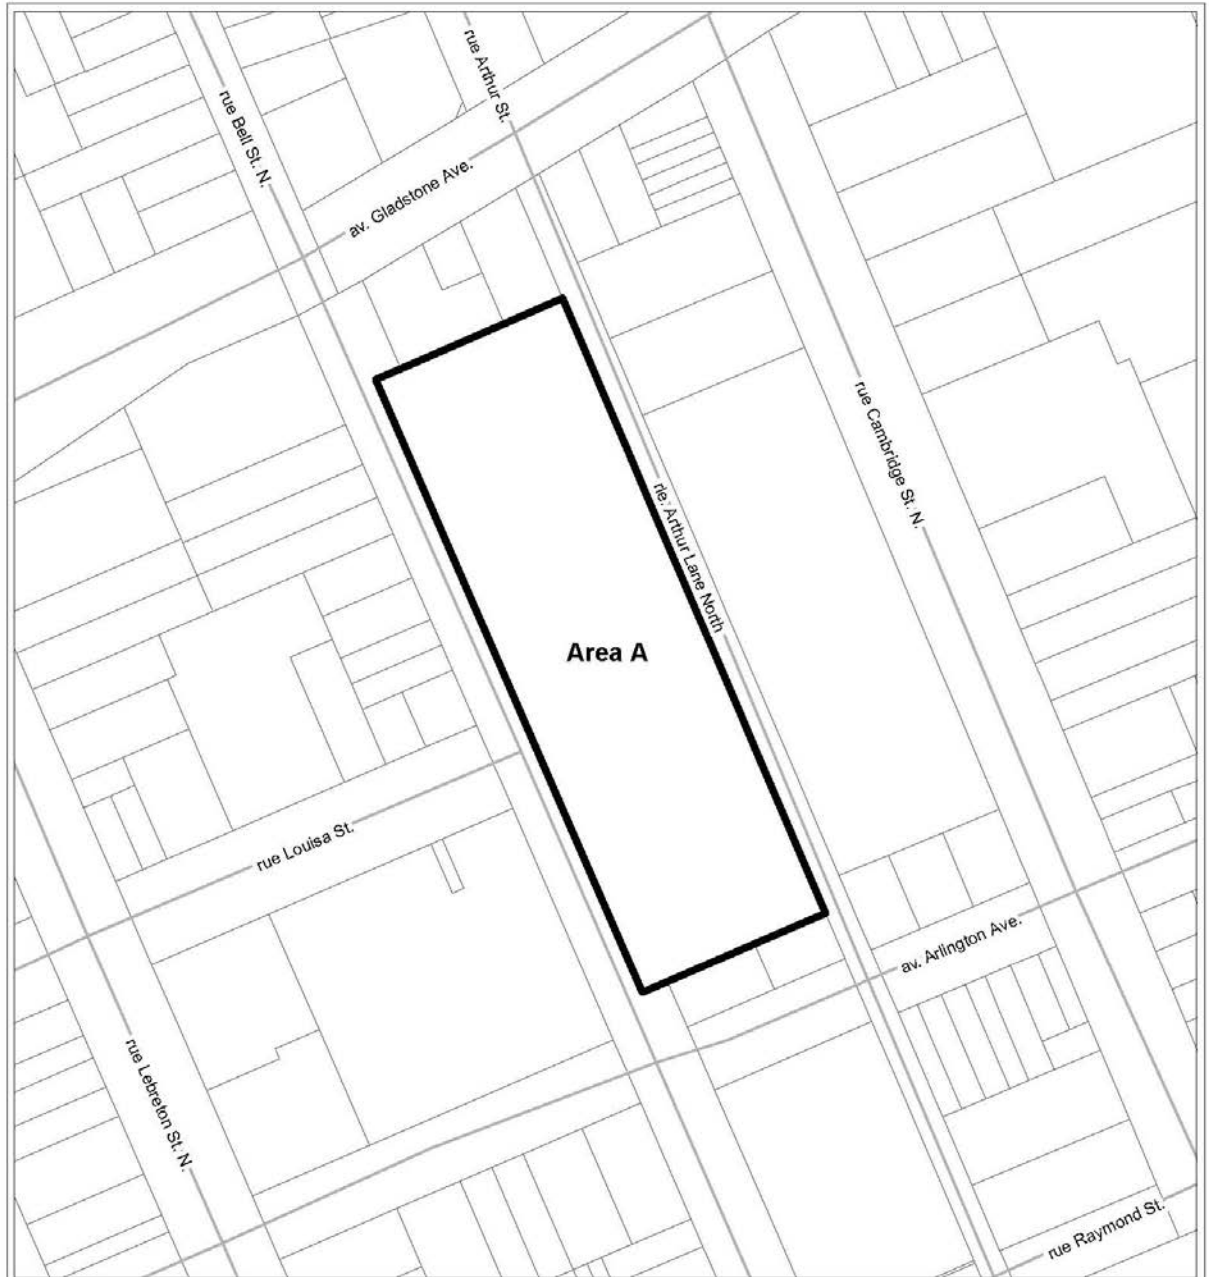 rue Arthur St.
rue Bell St. N.
av. Gladstone Ave.
rue Cambridge St. N.
rle. Arthur Lane North
Area A
rue Louisa St.
av. Arlington Ave.
rue Lebreton St. N.
rue Raymond St.